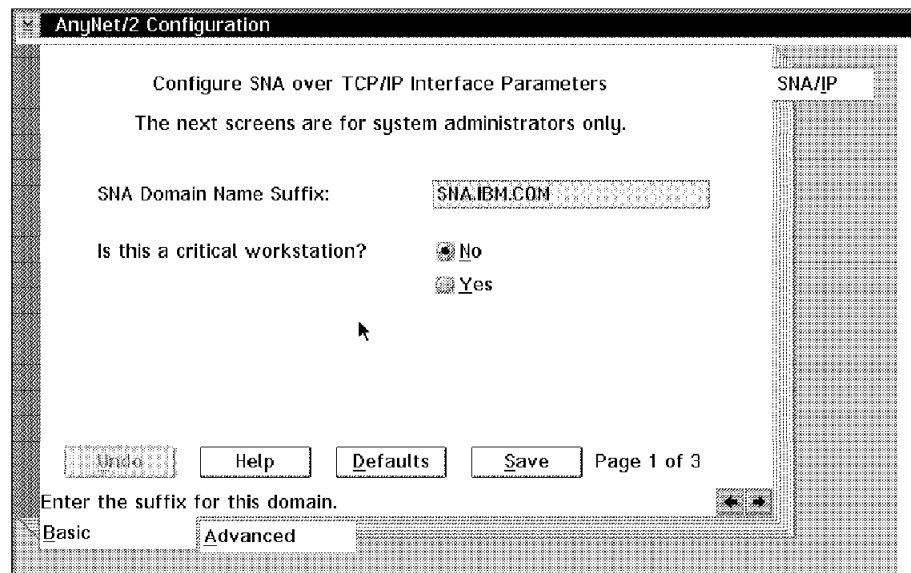 AnyNet/2 Configuration
Configure SNA over TCP/IP Interface Parameters
SNA/IP
The next screens are for system administrators only.
SNA Domain Name Suffix: SNA.IBM.COM
Is this a critical workstation? No
Yes
Undo Help Defaults Save Page 1 of 3
Enter the suffix for this domain.
Basic Advanced